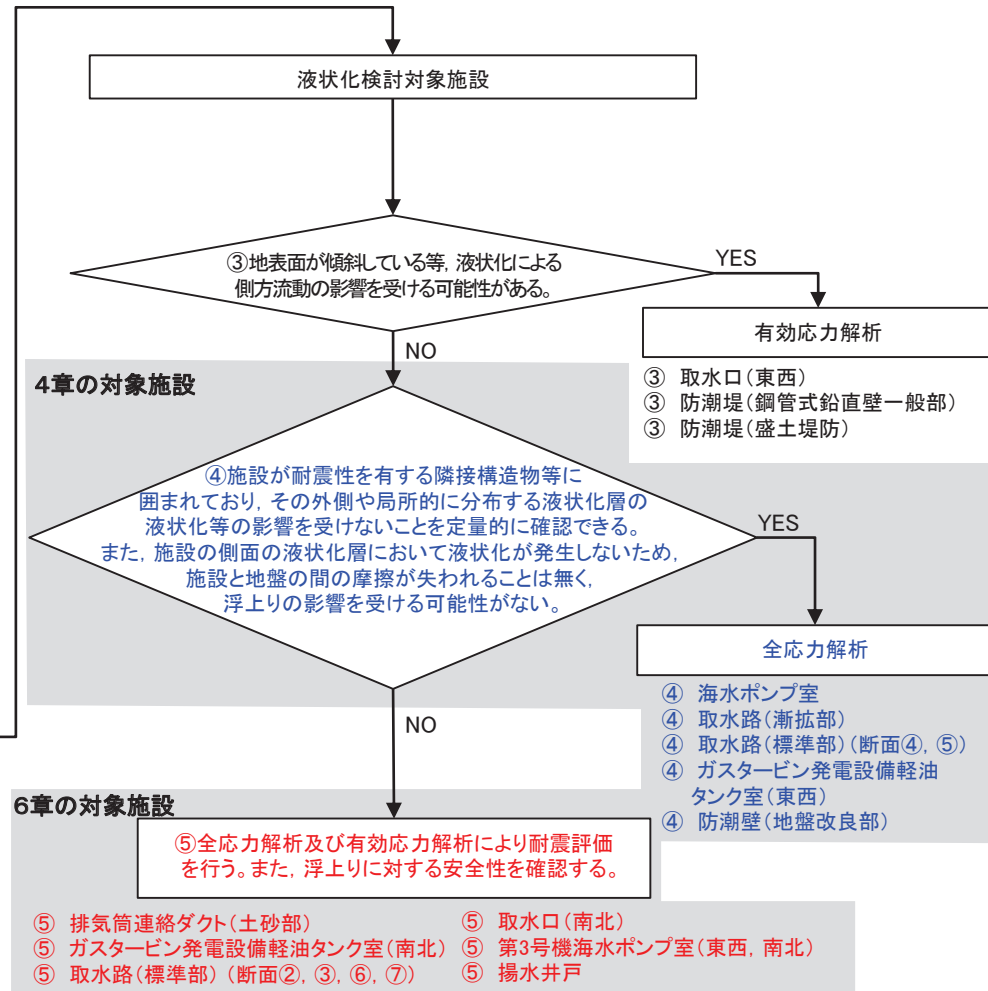 液状化検討対象施設
③地表面が傾斜している等, 液状化による
側方流動の影響を受ける可能性がある。
YES
有効応力解析
③ 取水口(東西)
③ 防潮堤(鋼管式鉛直壁一般部)
③ 防潮堤(盛土堤防)
NO
4章の対象施設
④施設が耐震性を有する隣接構造物等に
囲まれており, その外側や局所的に分布する液状化層の
液状化等の影響を受けないことを定量的に確認できる。
また, 施設の側面の液状化層において液状化が発生しないため,
施設と地盤の間の摩擦が失われることは無く,
浮上りの影響を受ける可能性がない。
YES
全応力解析
④ 海水ポンプ室
④ 取水路(漸拡部)
④ 取水路(標準部)(断面④, ⑤)
④ ガスタービン発電設備軽油
タンク室(東西)
④ 防潮壁(地盤改良部)
NO
6章の対象施設
⑤全応力解析及び有効応力解析により耐震評価
を行う。また, 浮上りに対する安全性を確認する。
⑤ 排気筒連絡ダクト(土砂部)
⑤ ガスタービン発電設備軽油タンク室(南北)
⑤ 取水路(標準部) (断面②, ③, ⑥, ⑦)
⑤ 取水口(南北)
⑤ 第3号機海水ポンプ室(東西, 南北)
⑤ 揚水井戸